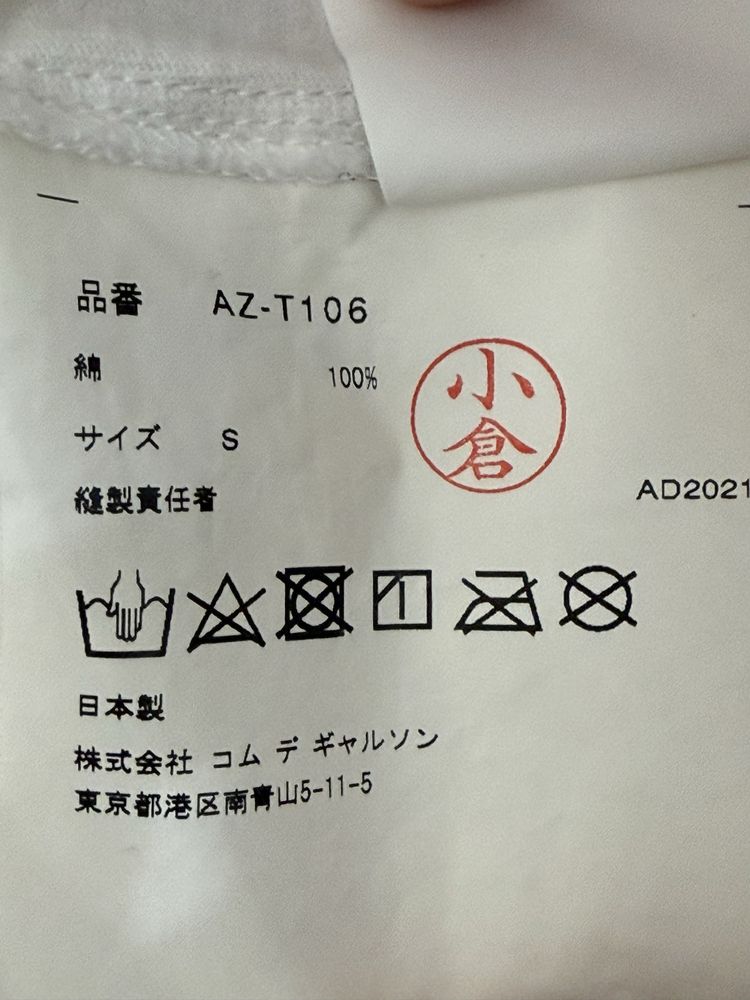 品番 AZ-T106
綿 100%
サイズ S
縫製責任者
小倉
AD2021
日本製
株式会社 コム デ ギャルソン
東京都港区南青山5-11-5